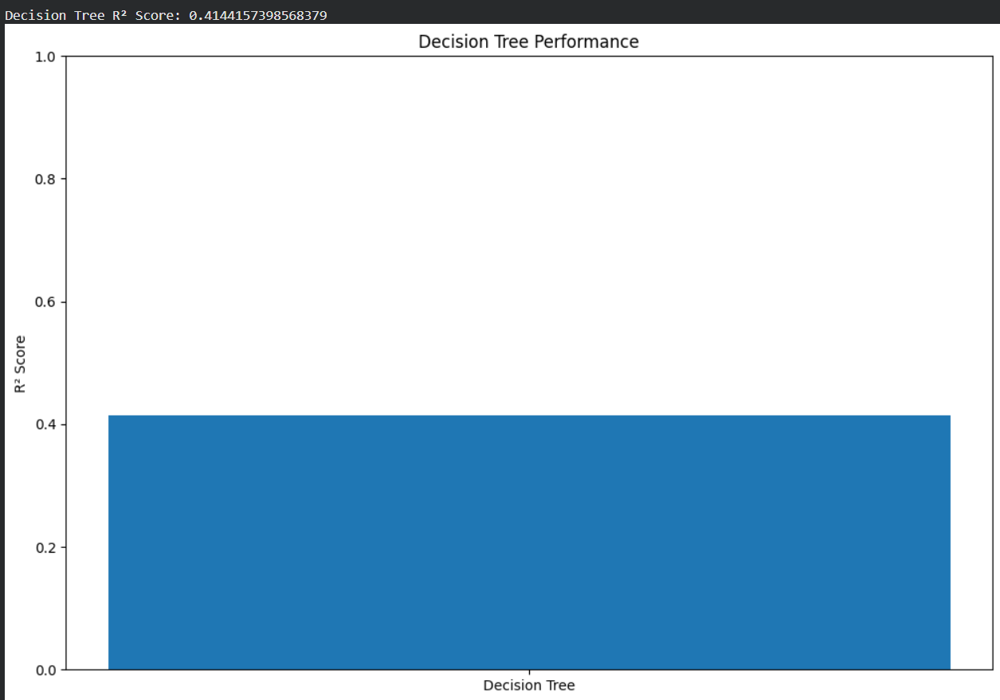 Decision Tree R² Score: 0.4144157398568379
Decision Tree Performance
1.0
0.8
0.6
0.4
0.2
0.0
R² Score
Decision Tree